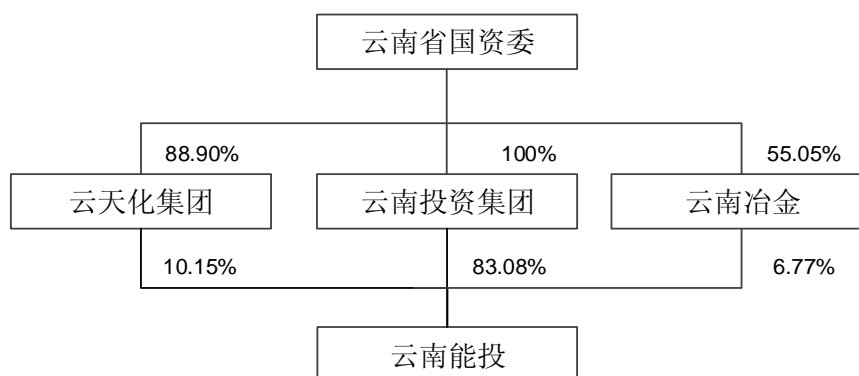 云南省国资委
88.90%
100%
55.05%
云天化集团
云南投资集团
云南冶金
10.15%
83.08%
6.77%
云南能投